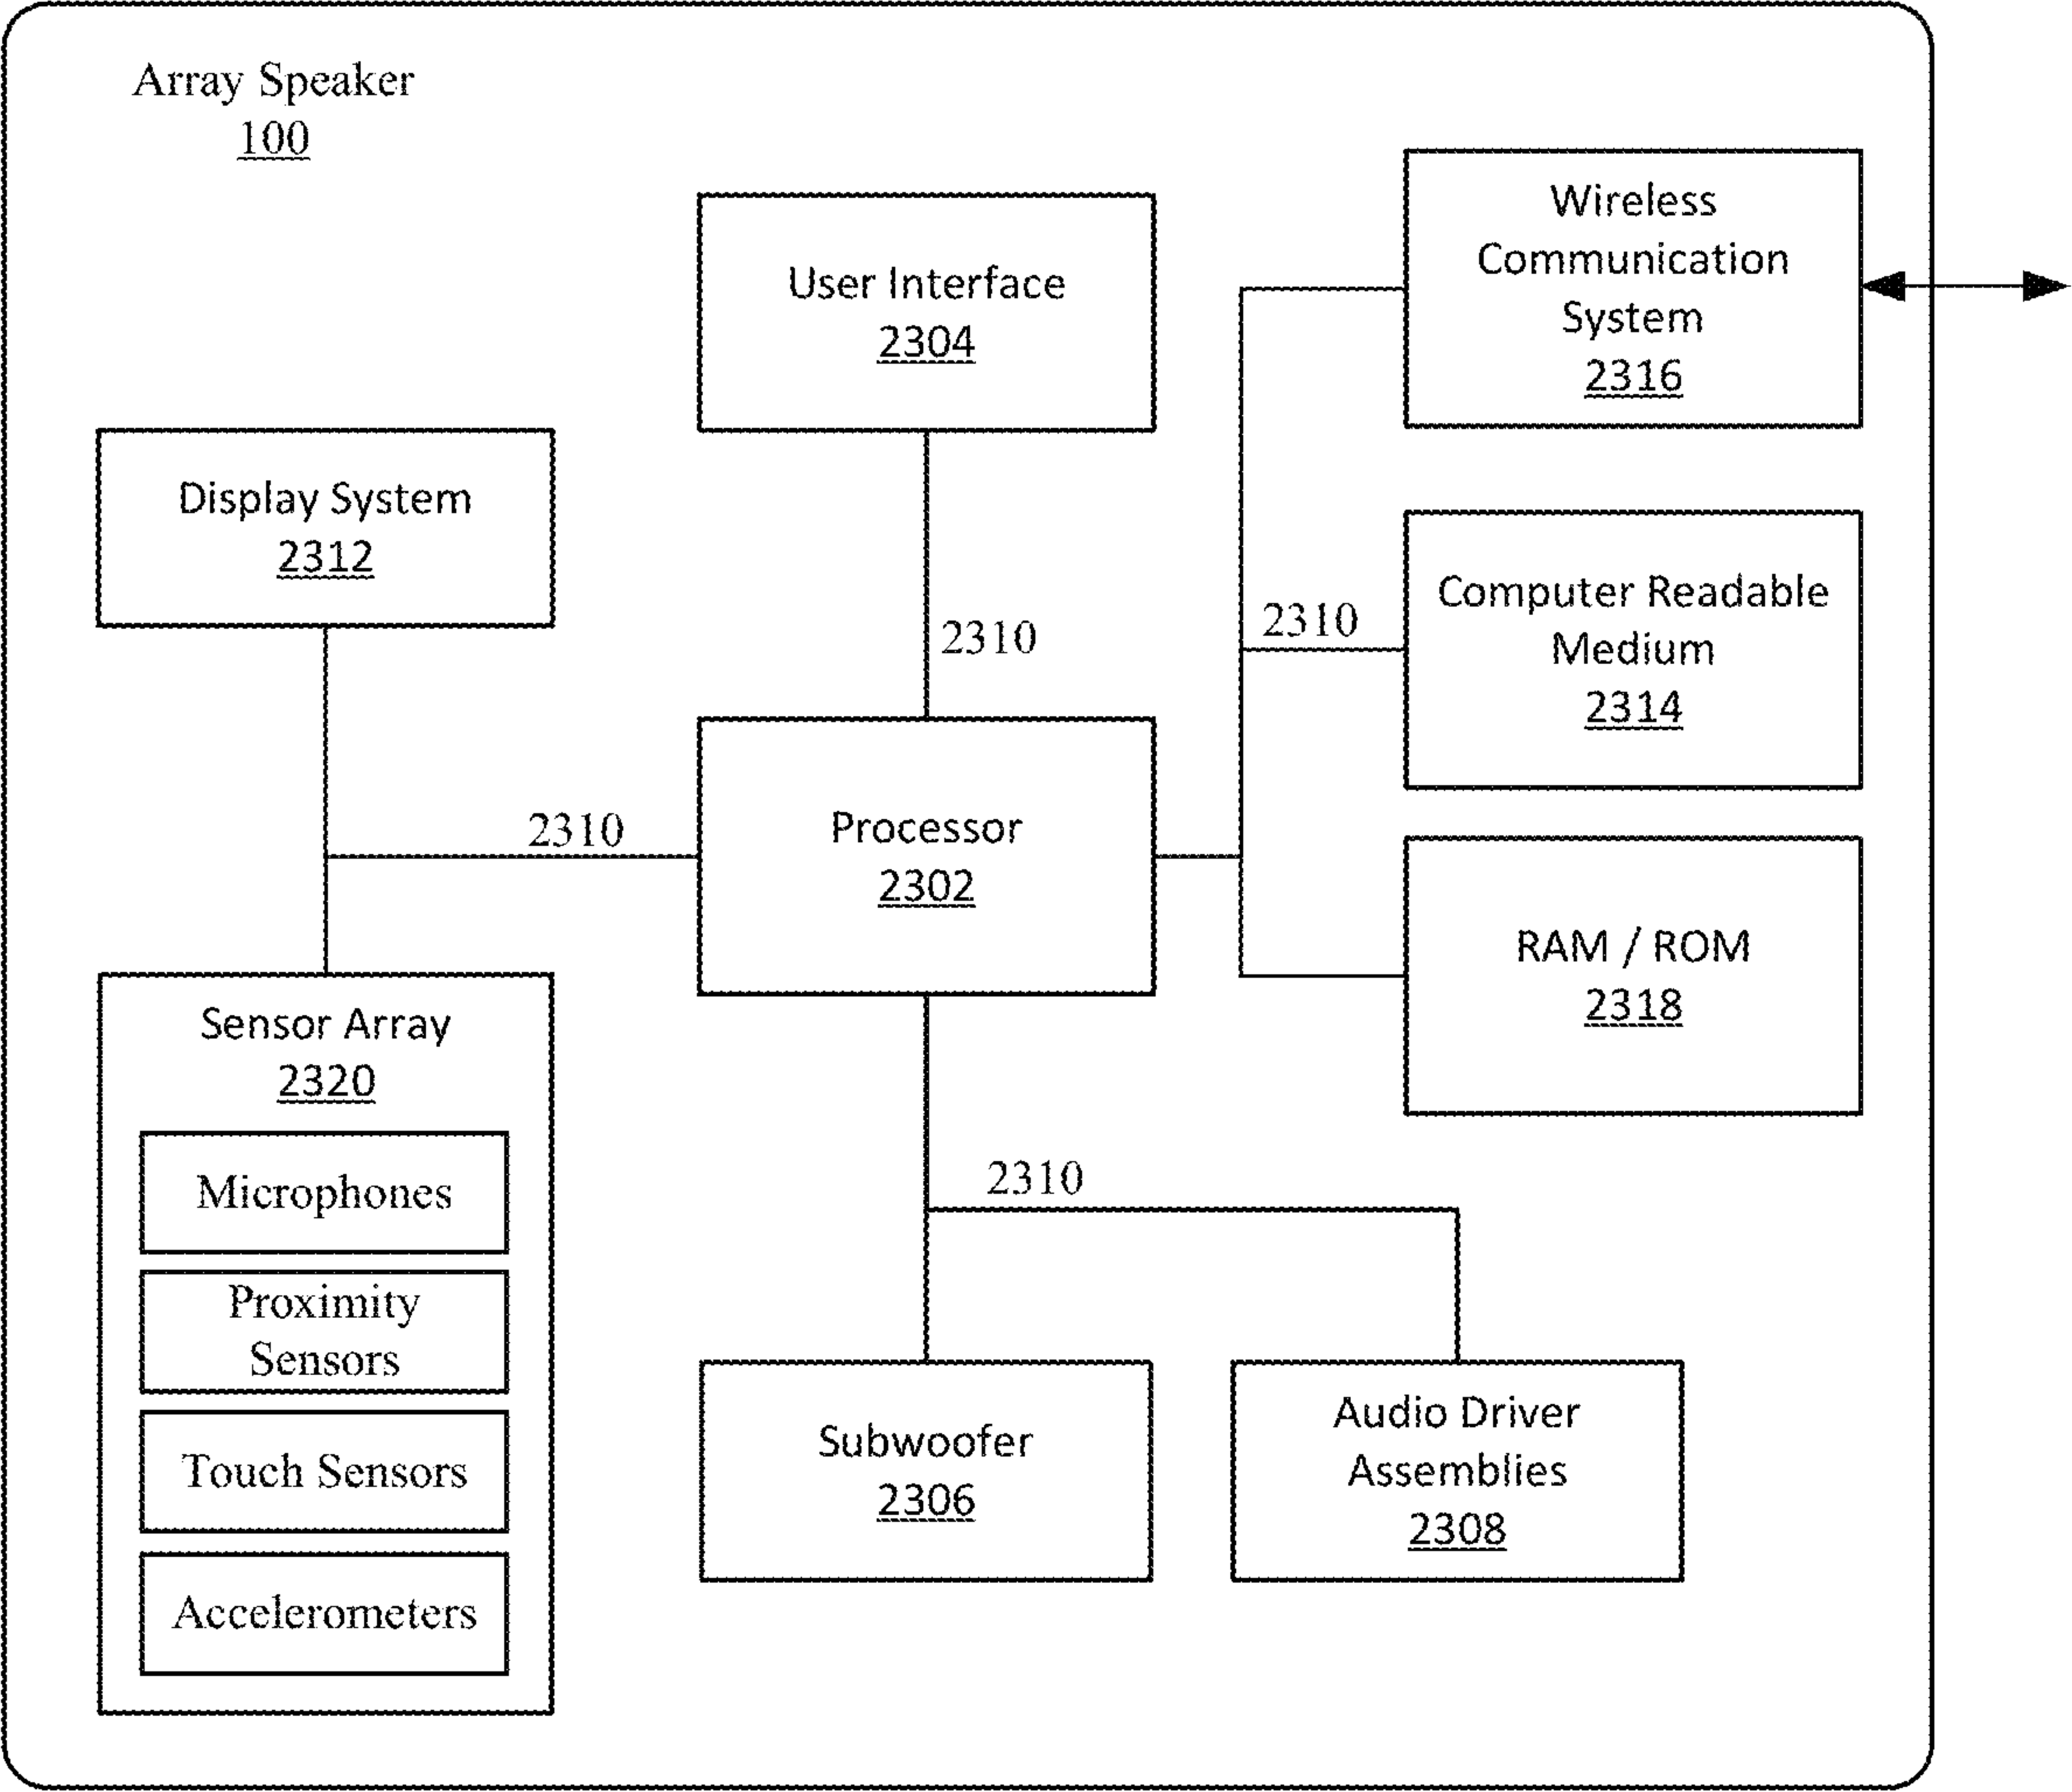 Array Speaker
100
User Interface
2304
Wireless
Communication
System
2316
Display System
2312
2310
2310
Computer Readable
Medium
2314
2310
Processor
2302
RAM / ROM
2318
Sensor Array
2320
Microphones
Proximity
Sensors
Touch Sensors
Accelerometers
2310
Subwoofer
2306
Audio Driver
Assemblies
2308